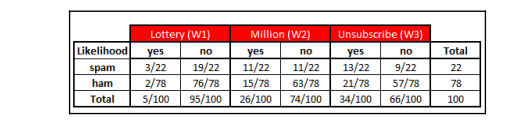 Lottery (W1) Million (W2) Unsubscribe (W3)
Likelihood yes no yes no yes no Total
spam 3/22 19/22 11/22 11/22 13/22 9/22 22
ham 2/78 76/78 15/78 63/78 21/78 57/78 78
Total 5/100 95/100 26/100 74/100 34/100 66/100 100